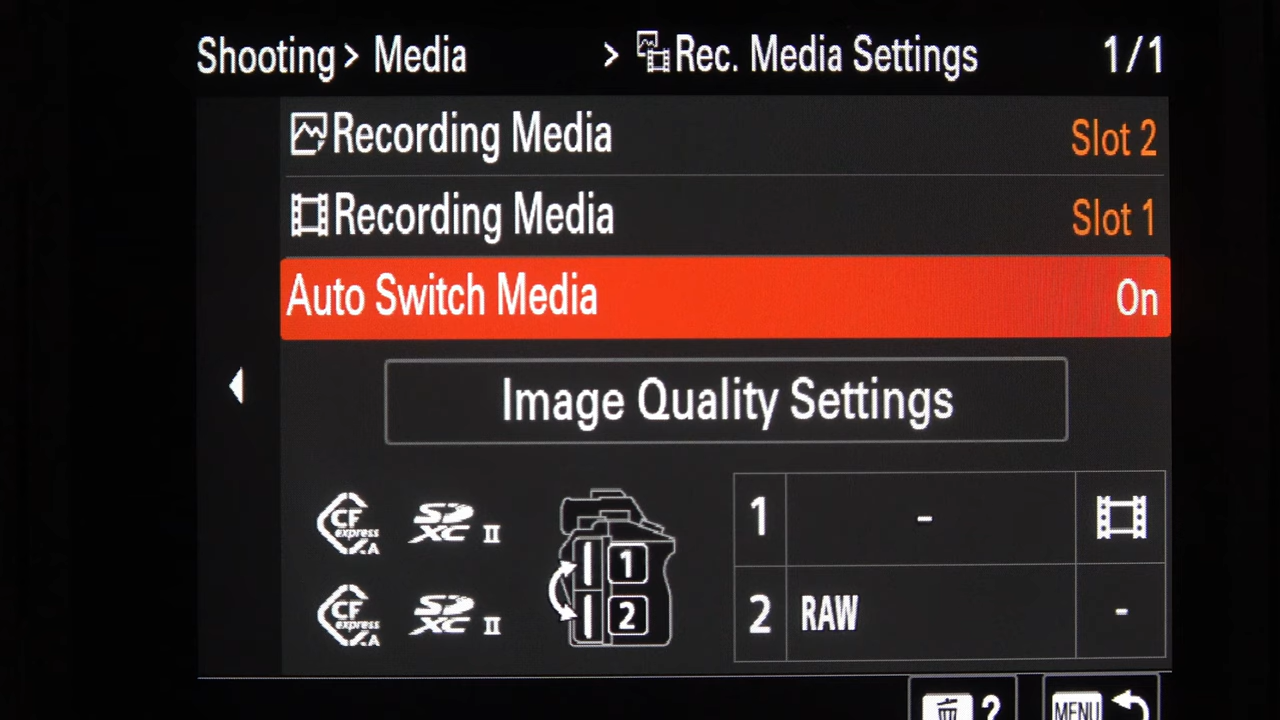 Shooting > Media > Rec. Media Settings 1/1
Recording Media Slot 2
Recording Media Slot 1
Auto Switch Media On
Image Quality Settings
CF express A SD XC II 1 1 -
CF express A SD XC II 2 2 RAW -
? MENU